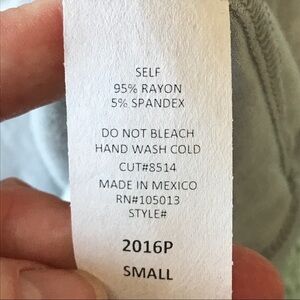 SELF
95% RAYON
5% SPANDEX
DO NOT BLEACH
HAND WASH COLD
CUT#8514
MADE IN MEXICO
RN#105013
STYLE#
2016P
SMALL